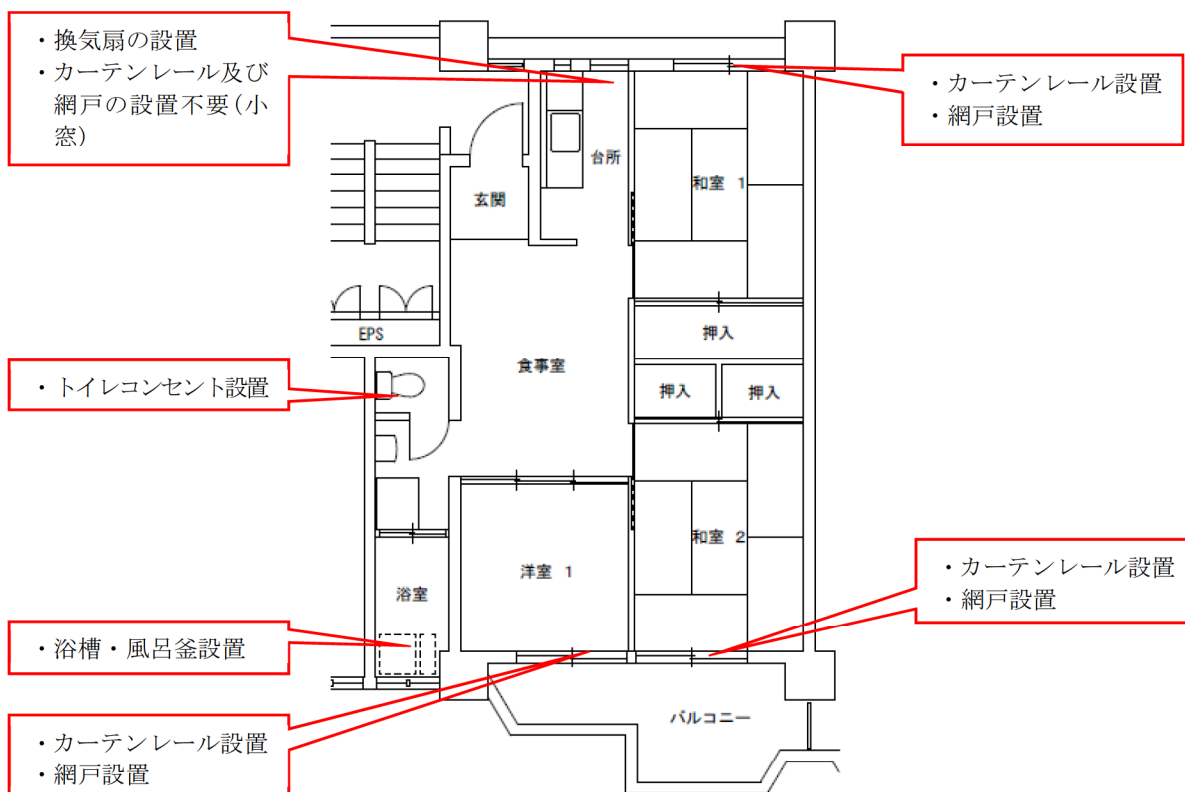 ・換気扇の設置
・カーテンレール及び
網戸の設置不要(小
窓)
・カーテンレール設置
・網戸設置
台所
和室 1
玄関
押入
EPS
食事室
・トイレコンセント設置
押入
押入
和室 2
・カーテンレール設置
・網戸設置
洋室 1
浴室
・浴槽・風呂釜設置
バルコニー
・カーテンレール設置
・網戸設置